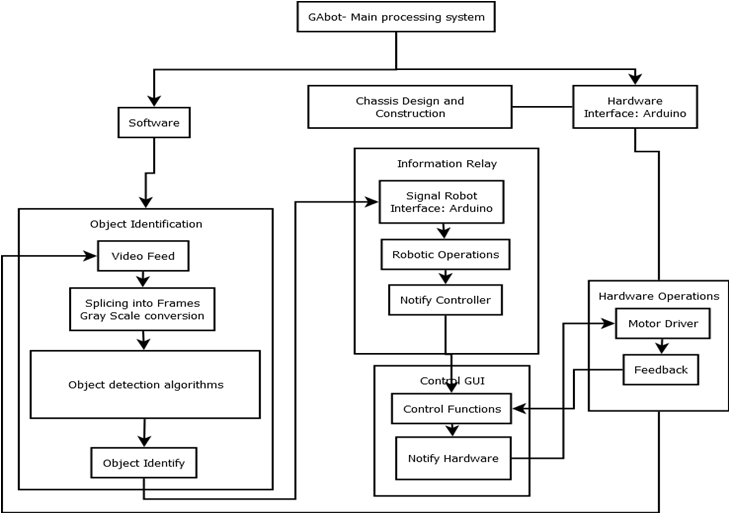 GAbot- Main processing system
Chassis Design and
Construction
Hardware
Interface: Arduino
Software
Information Relay
Signal Robot
Interface: Arduino
Robotic Operations
Notify Controller
Object Identification
Video Feed
Splicing into Frames
Gray Scale conversion
Object detection algorithms
Object Identify
Control GUI
Control Functions
Notify Hardware
Hardware Operations
Motor Driver
Feedback